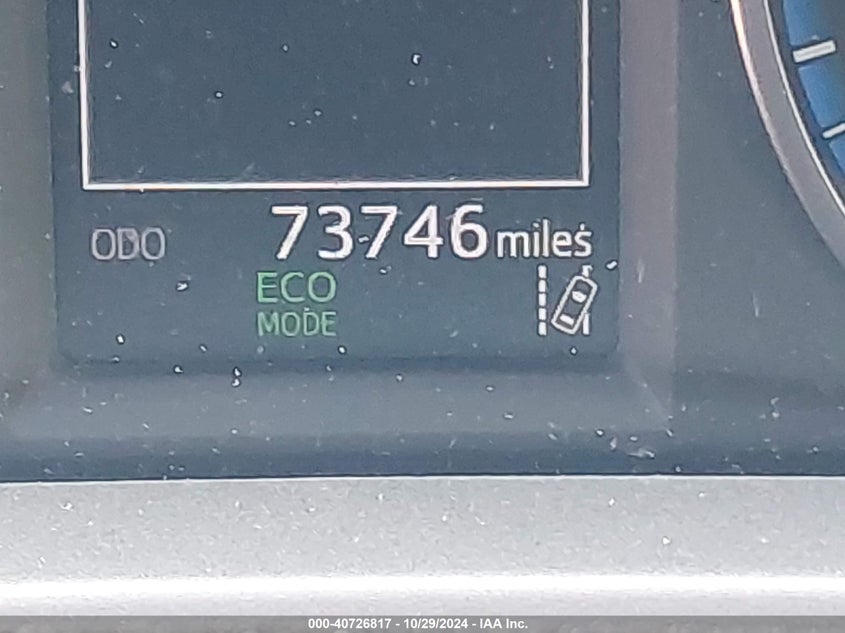 ODO 73746 miles
ECO
MODE
000-40726817 - 10/29/2024 - IAA Inc.